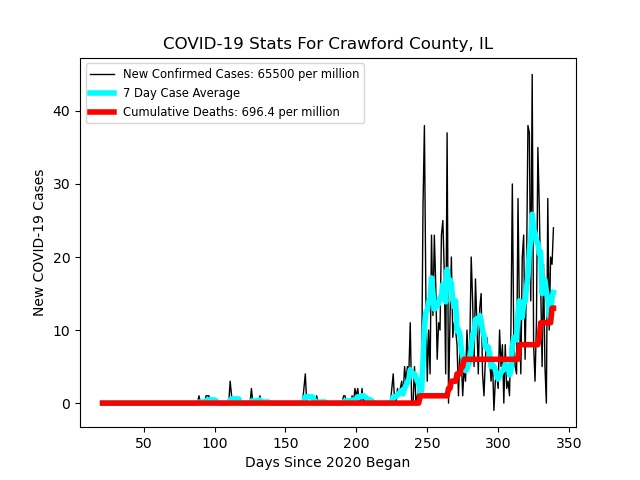 COVID-19 Stats For Crawford County, IL
New Confirmed Cases: 65500 per million
7 Day Case Average
Cumulative Deaths: 696.4 per million
New COVID-19 Cases
40
30
20
10
0
50
100
150
200
250
300
350
Days Since 2020 Began